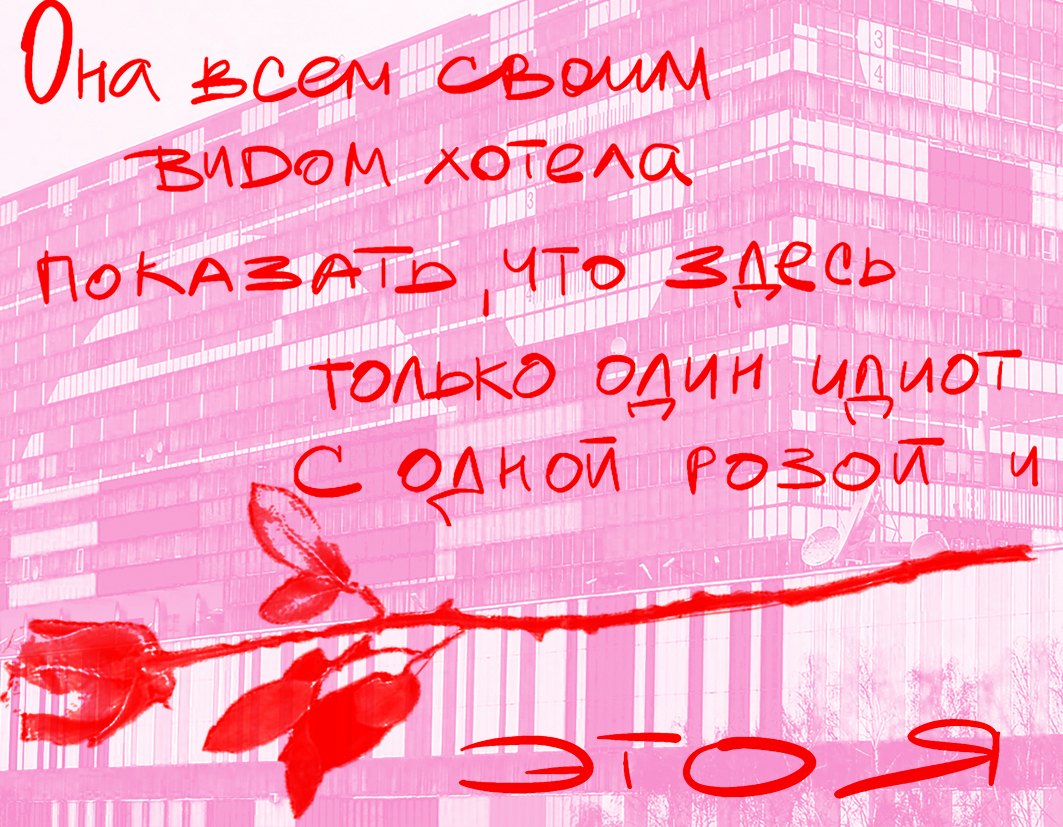 Она всем своим
видом хотела
показать, что здесь
только один идиот
с одной розой и
это я